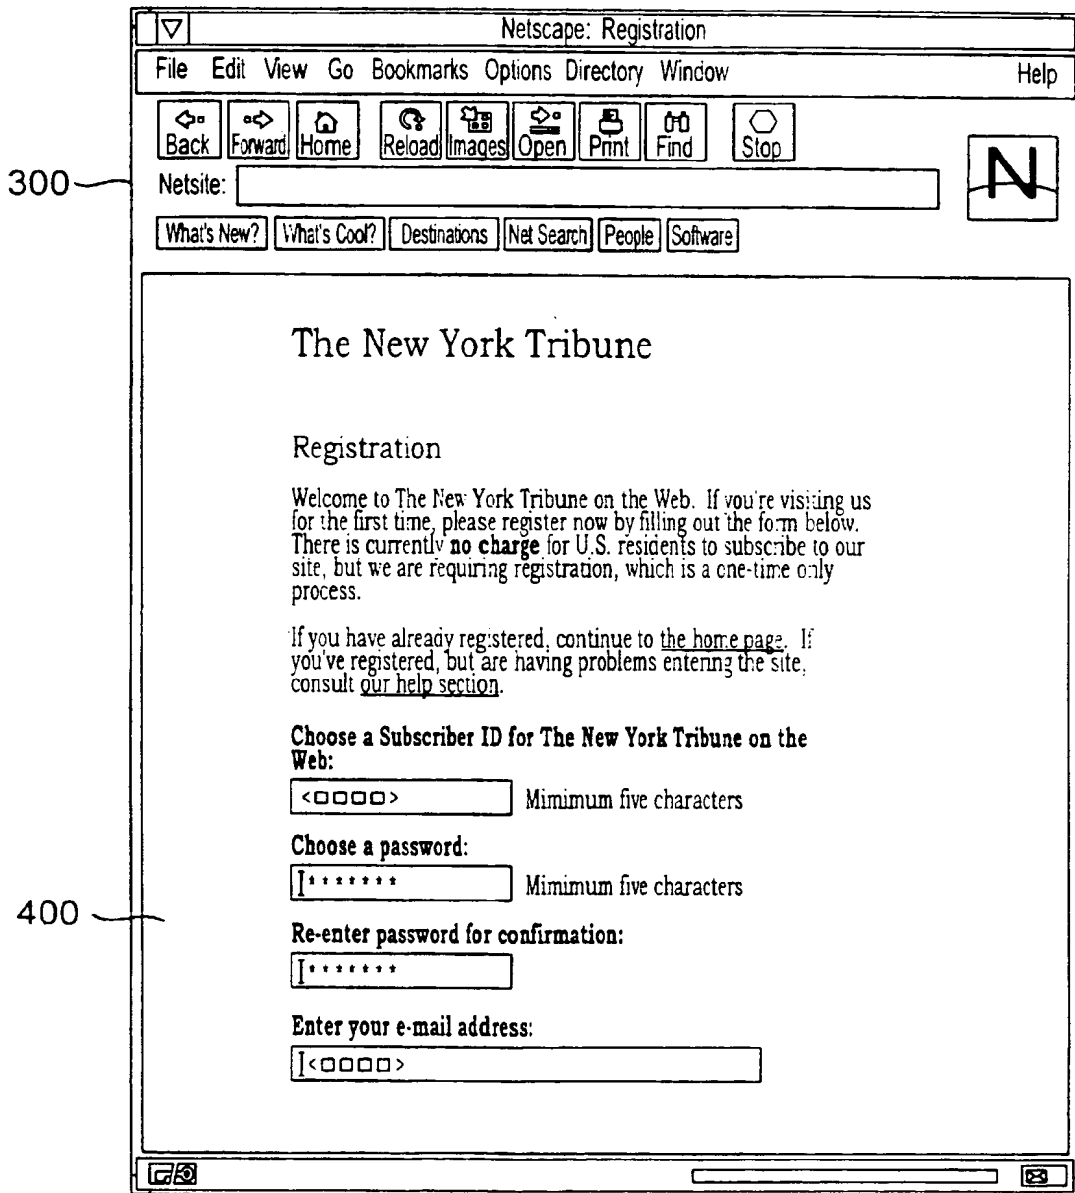 Netscape: Registration
File Edit View Go Bookmarks Options Directory Window Help
Back Forward Home Reload Images Open Print Find Stop
N
300
Netsite:
What's New? What's Cool? Destinations Net Search People Software
The New York Tribune
Registration
Welcome to The New York Tribune on the Web. If you're visiting us
for the first time, please register now by filling out the form below.
There is currently no charge for U.S. residents to subscribe to our
site, but we are requiring registration, which is a one-time only
process.
If you have already registered, continue to the home page. If
you've registered, but are having problems entering the site,
consult our help section.
Choose a Subscriber ID for The New York Tribune on the
Web:
<□□□□> Mimimum five characters
Choose a password:
******* Mimimum five characters
400
Re-enter password for confirmation:
*******
Enter your e-mail address:
<□□□□>